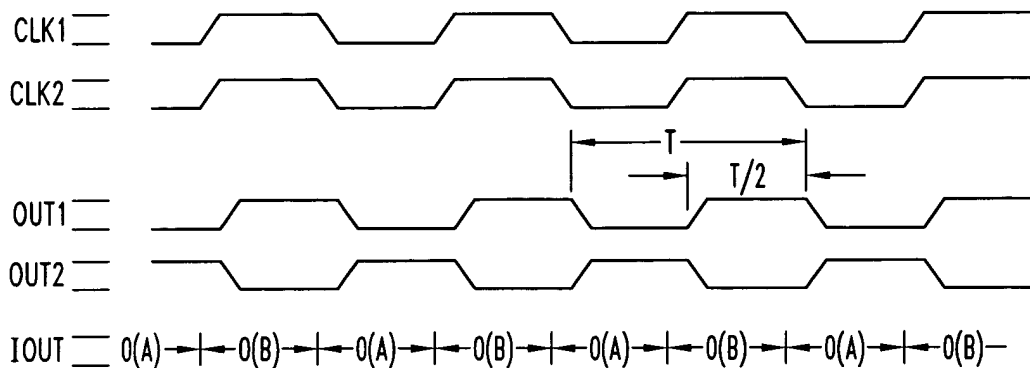 CLK1
CLK2
T
T/2
OUT1
OUT2
IOUT 0(A) 0(B) 0(A) 0(B) 0(A) 0(B) 0(A) 0(B)